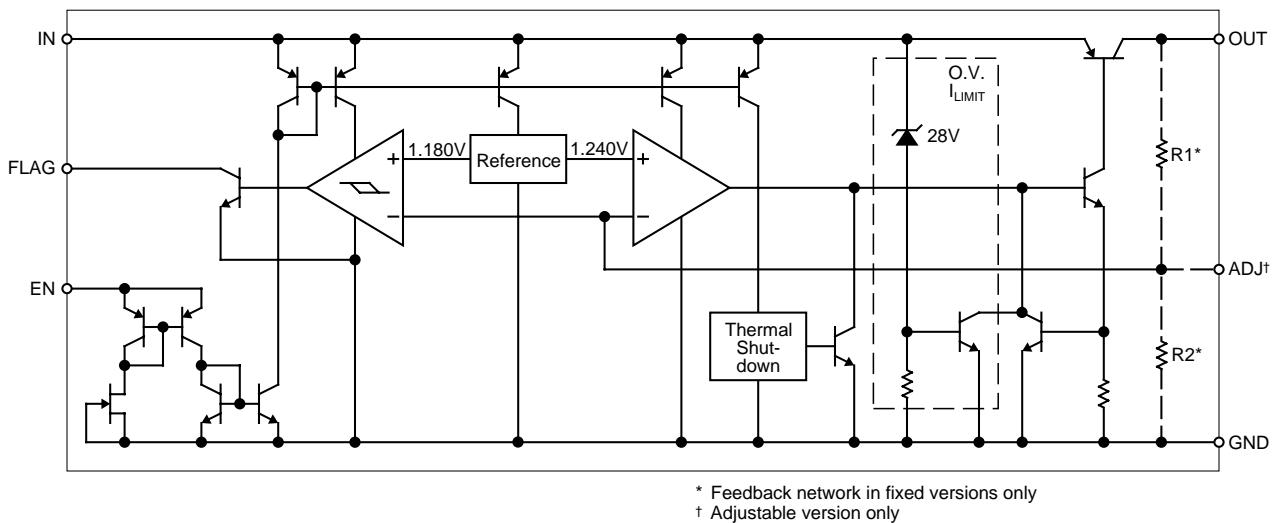 IN
OUT
O.V.
I_LIMIT
28V
R1*
1.180V
Reference
1.240V
FLAG
+
+
−
−
ADJ†
EN
Thermal
Shut-
down
R2*
GND
* Feedback network in fixed versions only
† Adjustable version only